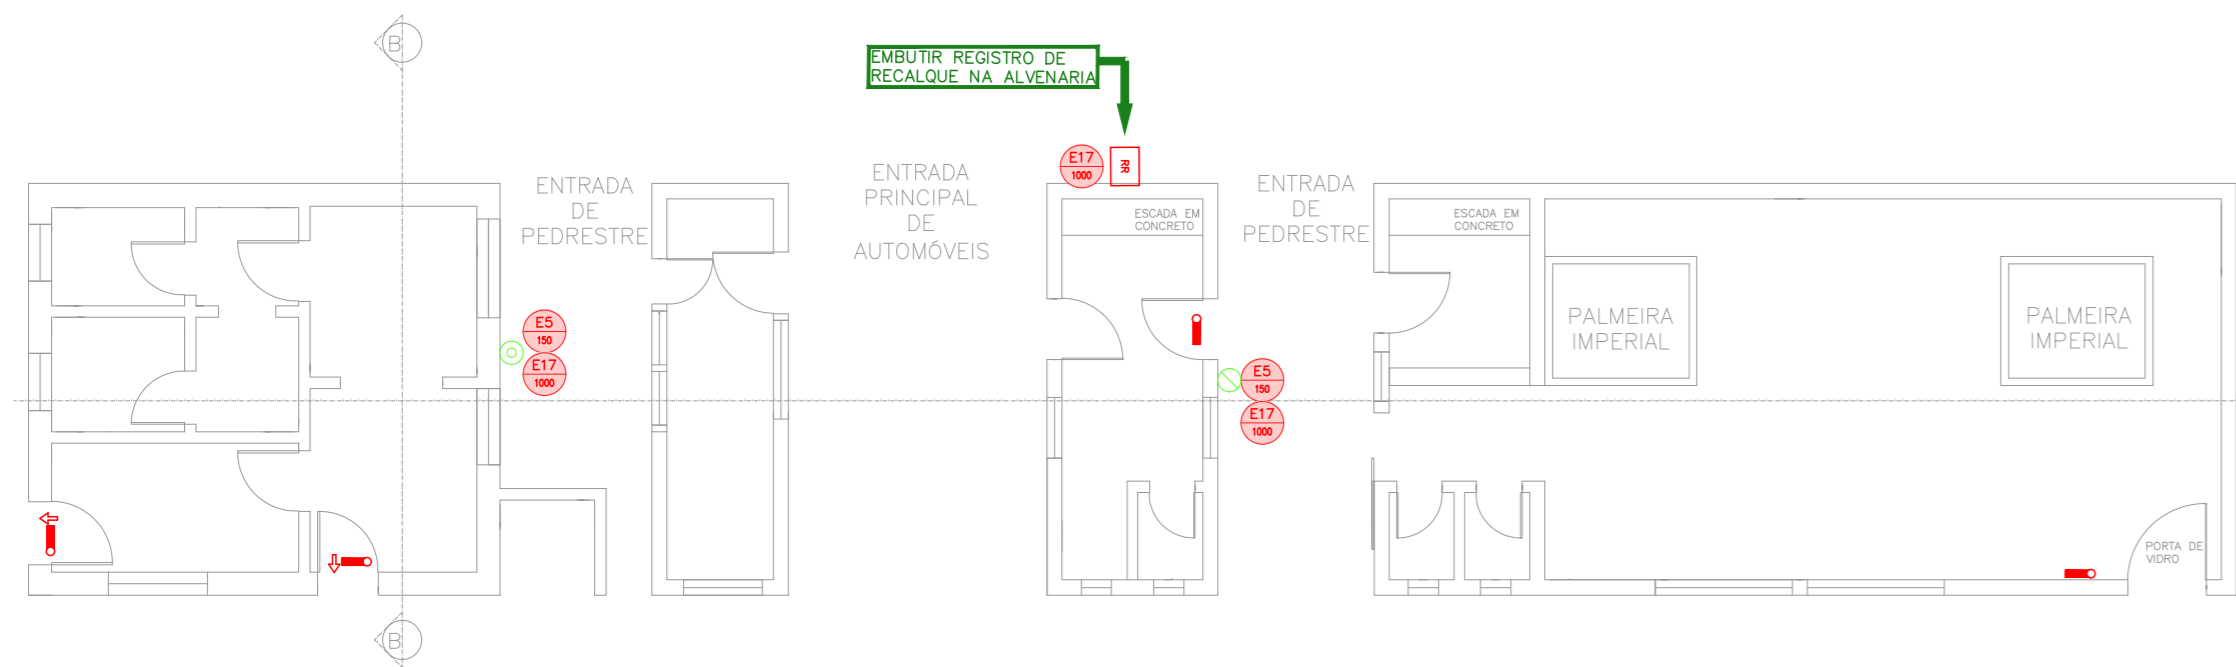 B
EMBUTIR REGISTRO DE
RECALQUE NA ALVENARIA
E17
1000
RR
ENTRADA
DE
PEDRESTRE
ENTRADA
PRINCIPAL
DE
AUTOMÓVEIS
ESCADA EM
CONCRETO
ENTRADA
DE
PEDRESTRE
ESCADA EM
CONCRETO
PALMEIRA
IMPERIAL
PALMEIRA
IMPERIAL
E5
150
E17
1000
E5
150
E17
1000
PORTA DE
VIDRO
B